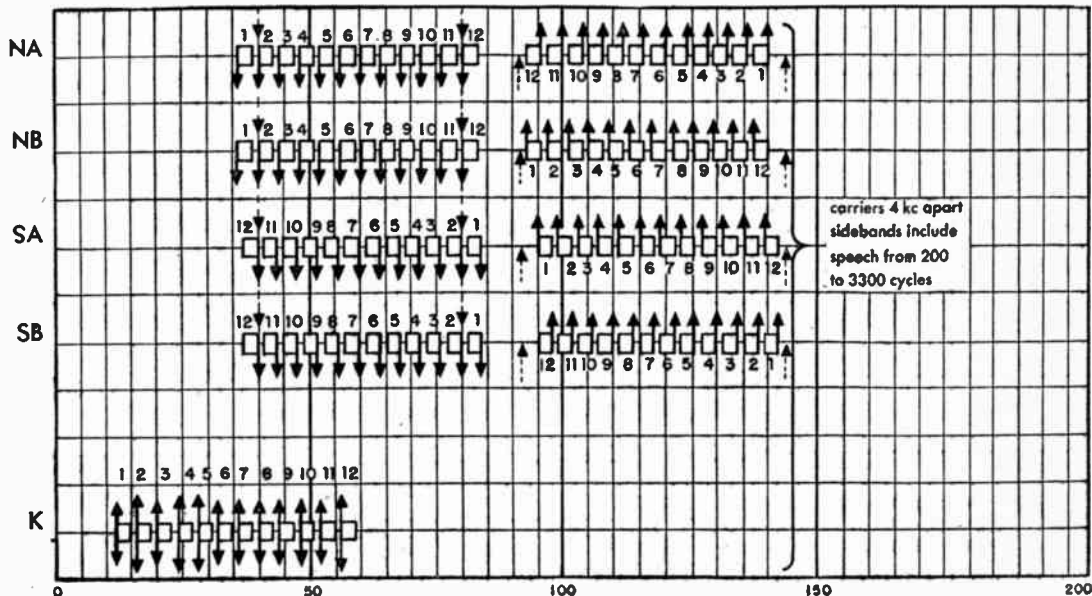 NA
1 2 3 4 5 6 7 8 9 10 11 12
12 11 10 9 8 7 6 5 4 3 2 1
NB
1 2 3 4 5 6 7 8 9 10 11 12
1 2 3 4 5 6 7 8 9 10 11 12
SA
12 11 10 9 8 7 6 5 4 3 2 1
1 2 3 4 5 6 7 8 9 10 11 12
carriers 4 kc apart
sidebands include
speech from 200
to 3300 cycles
SB
12 11 10 9 8 7 6 5 4 3 2 1
12 11 10 9 8 7 6 5 4 3 2 1
K
1 2 3 4 5 6 7 8 9 10 11 12
0 50 100 150 200